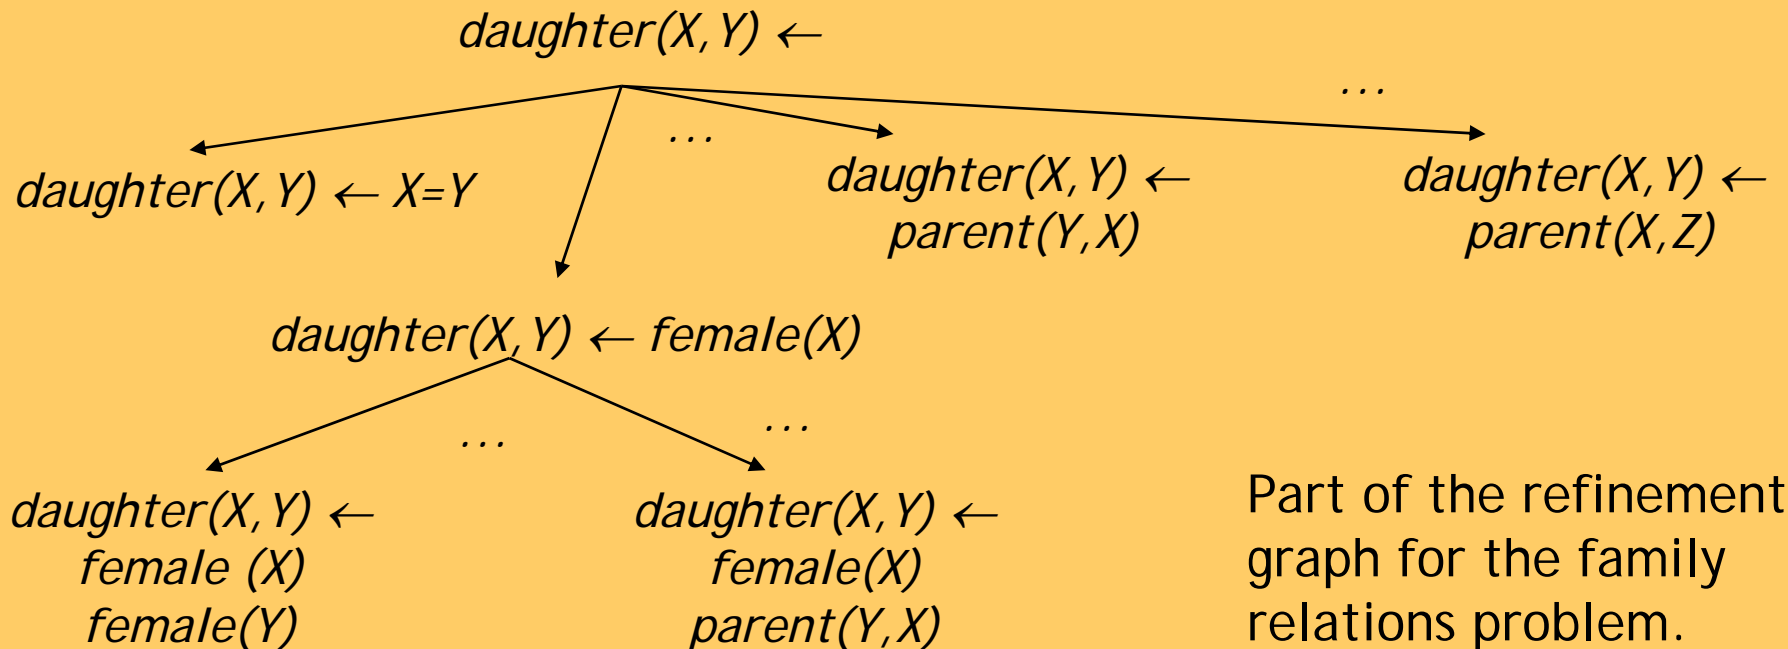 daughter(X,Y) ←
...
...
daughter(X,Y) ← X=Y
daughter(X,Y) ←
parent(Y,X)
daughter(X,Y) ←
parent(X,Z)
daughter(X,Y) ← female(X)
...
...
daughter(X,Y) ←
female (X)
female(Y)
daughter(X,Y) ←
female(X)
parent(Y,X)
Part of the refinement
graph for the family
relations problem.